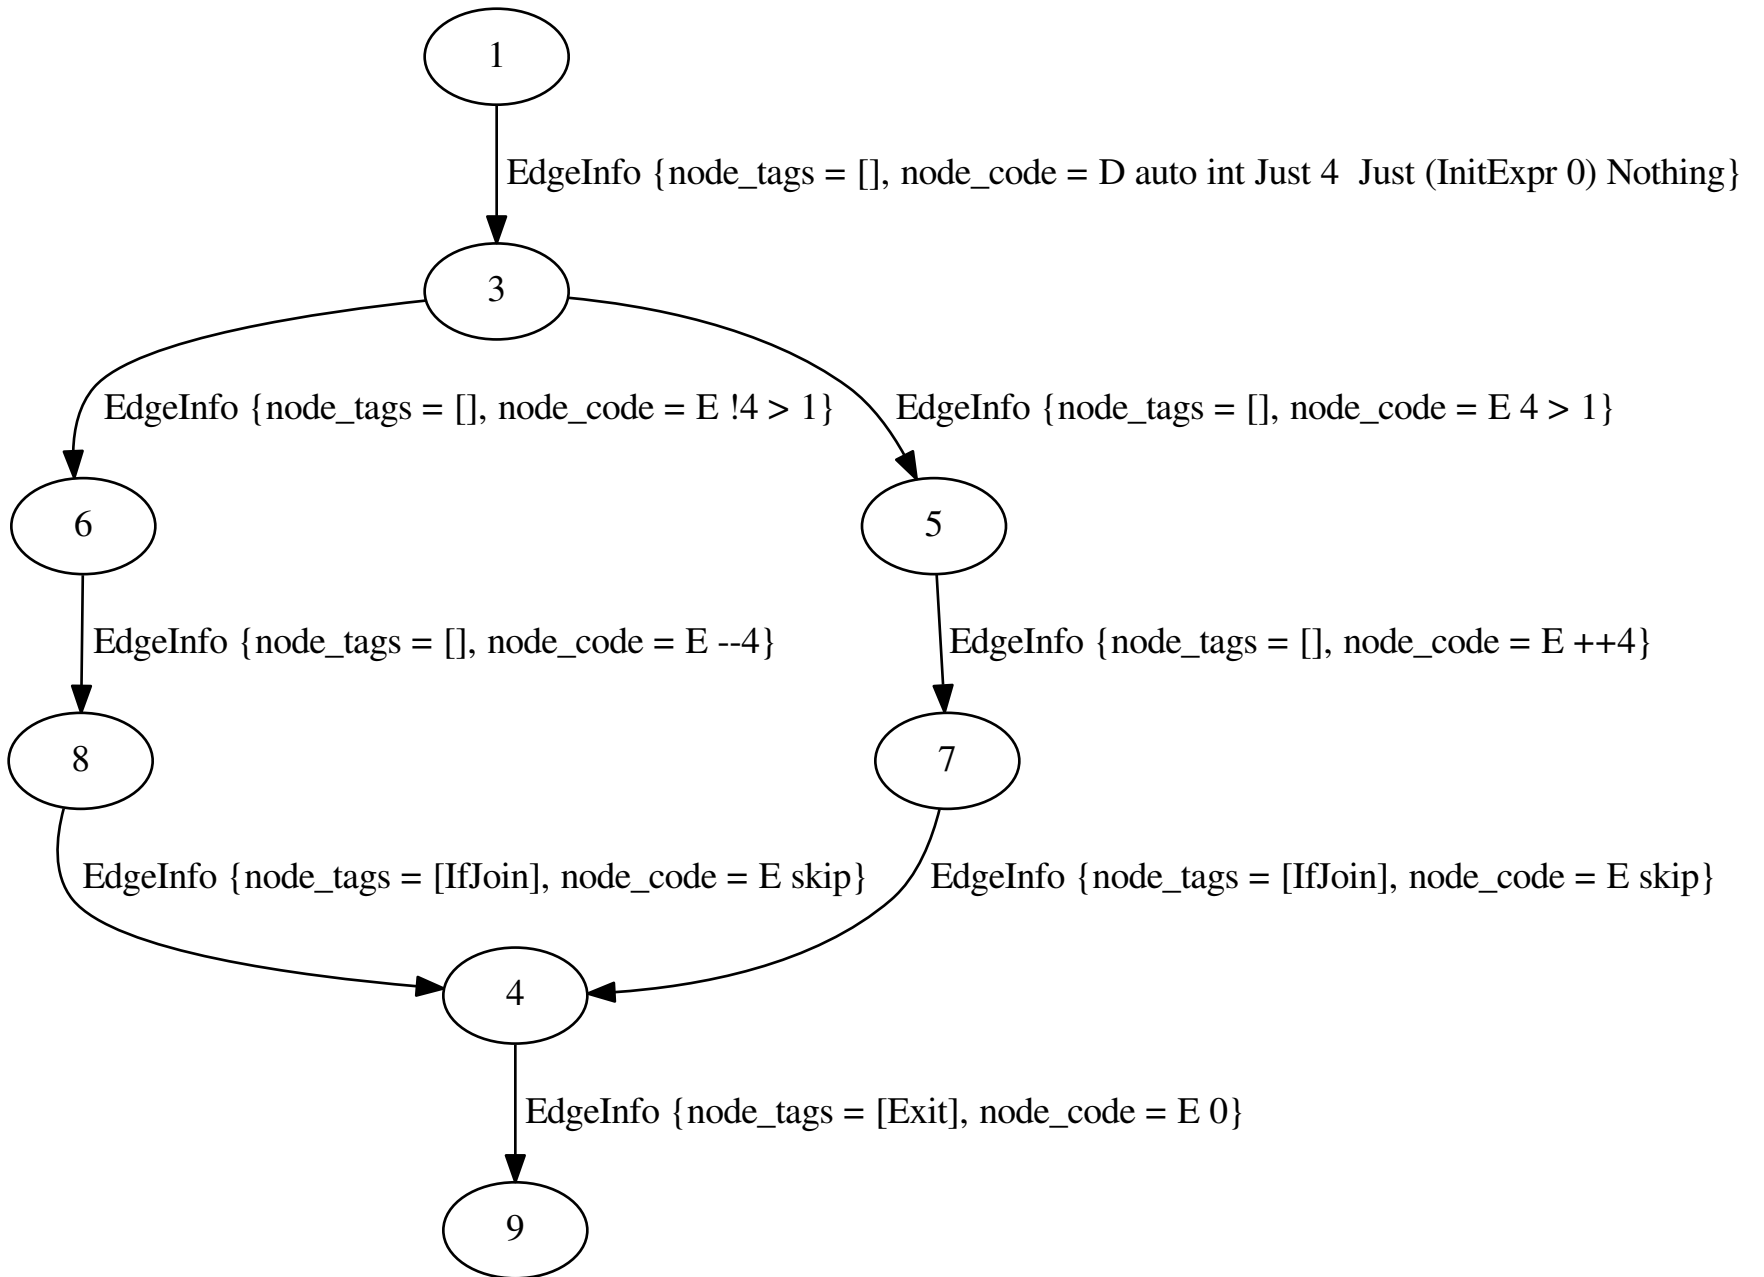 1
EdgeInfo {node_tags = [], node_code = D auto int Just 4  Just (InitExpr 0) Nothing}
3
EdgeInfo {node_tags = [], node_code = E !4 > 1}
EdgeInfo {node_tags = [], node_code = E 4 > 1}
6
5
EdgeInfo {node_tags = [], node_code = E --4}
EdgeInfo {node_tags = [], node_code = E ++4}
8
7
EdgeInfo {node_tags = [IfJoin], node_code = E skip}
EdgeInfo {node_tags = [IfJoin], node_code = E skip}
4
EdgeInfo {node_tags = [Exit], node_code = E 0}
9